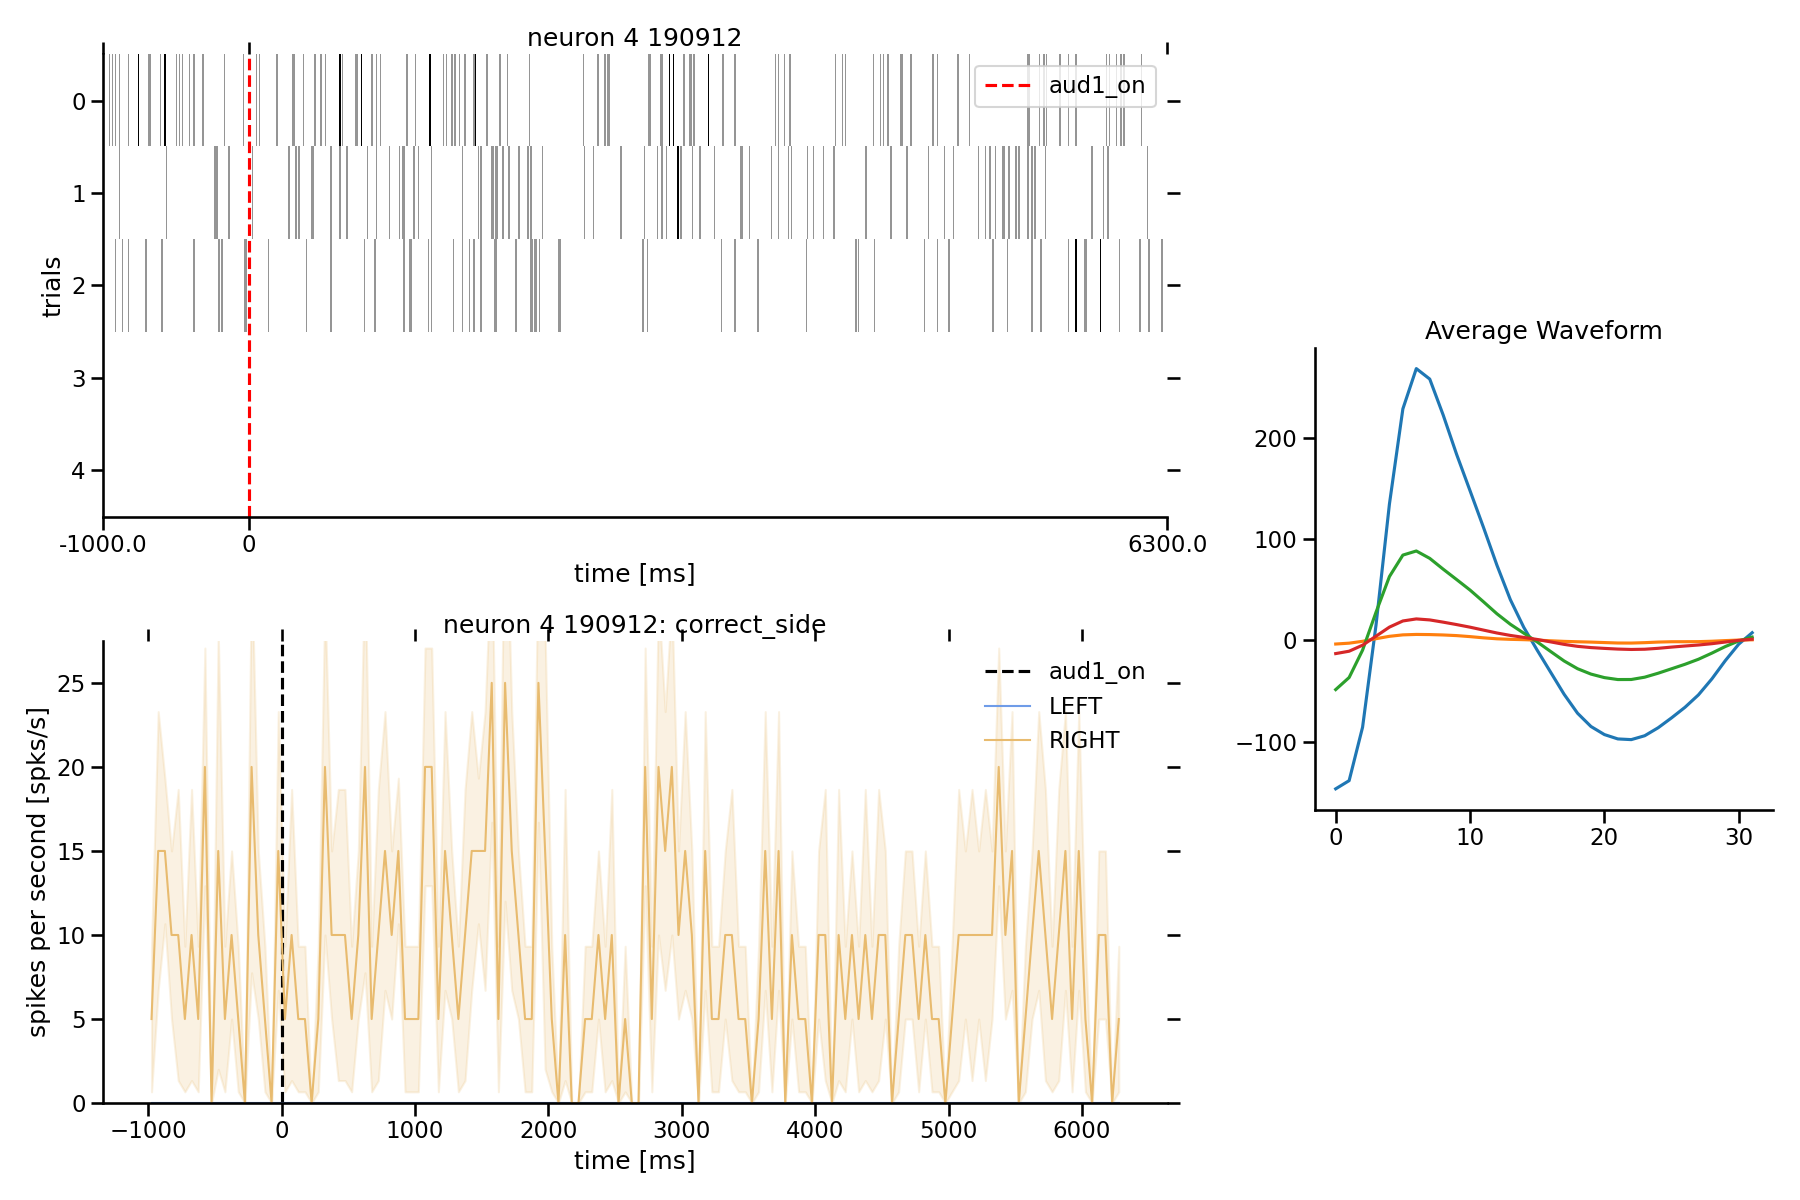 neuron 4 190912
aud1_on
trials
0
1
2
3
4
-1000.0
0
6300.0
time [ms]
neuron 4 190912: correct_side
aud1_on
LEFT
RIGHT
spikes per second [spks/s]
25
20
15
10
5
0
−1000
0
1000
2000
3000
4000
5000
6000
time [ms]
Average Waveform
200
100
0
−100
0
10
20
30